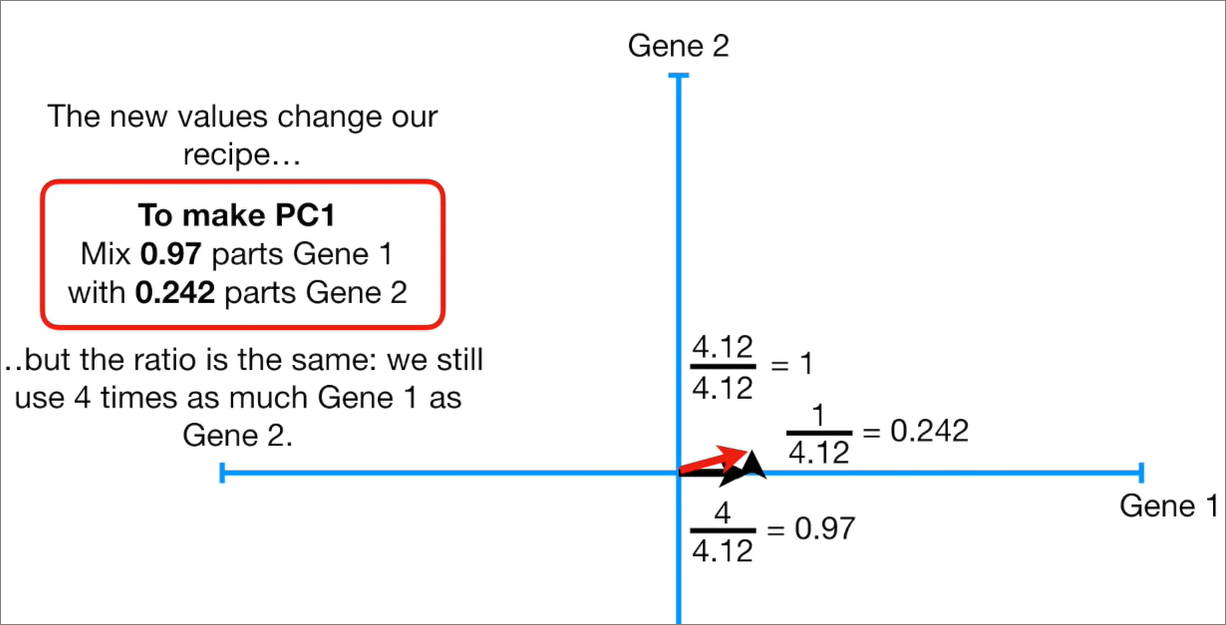 Gene 2
The new values change our
recipe…
To make PC1
Mix 0.97 parts Gene 1
with 0.242 parts Gene 2
..but the ratio is the same: we still
use 4 times as much Gene 1 as
Gene 2.
4.12
4.12
= 1
1
4.12
= 0.242
Gene 1
4
4.12
= 0.97